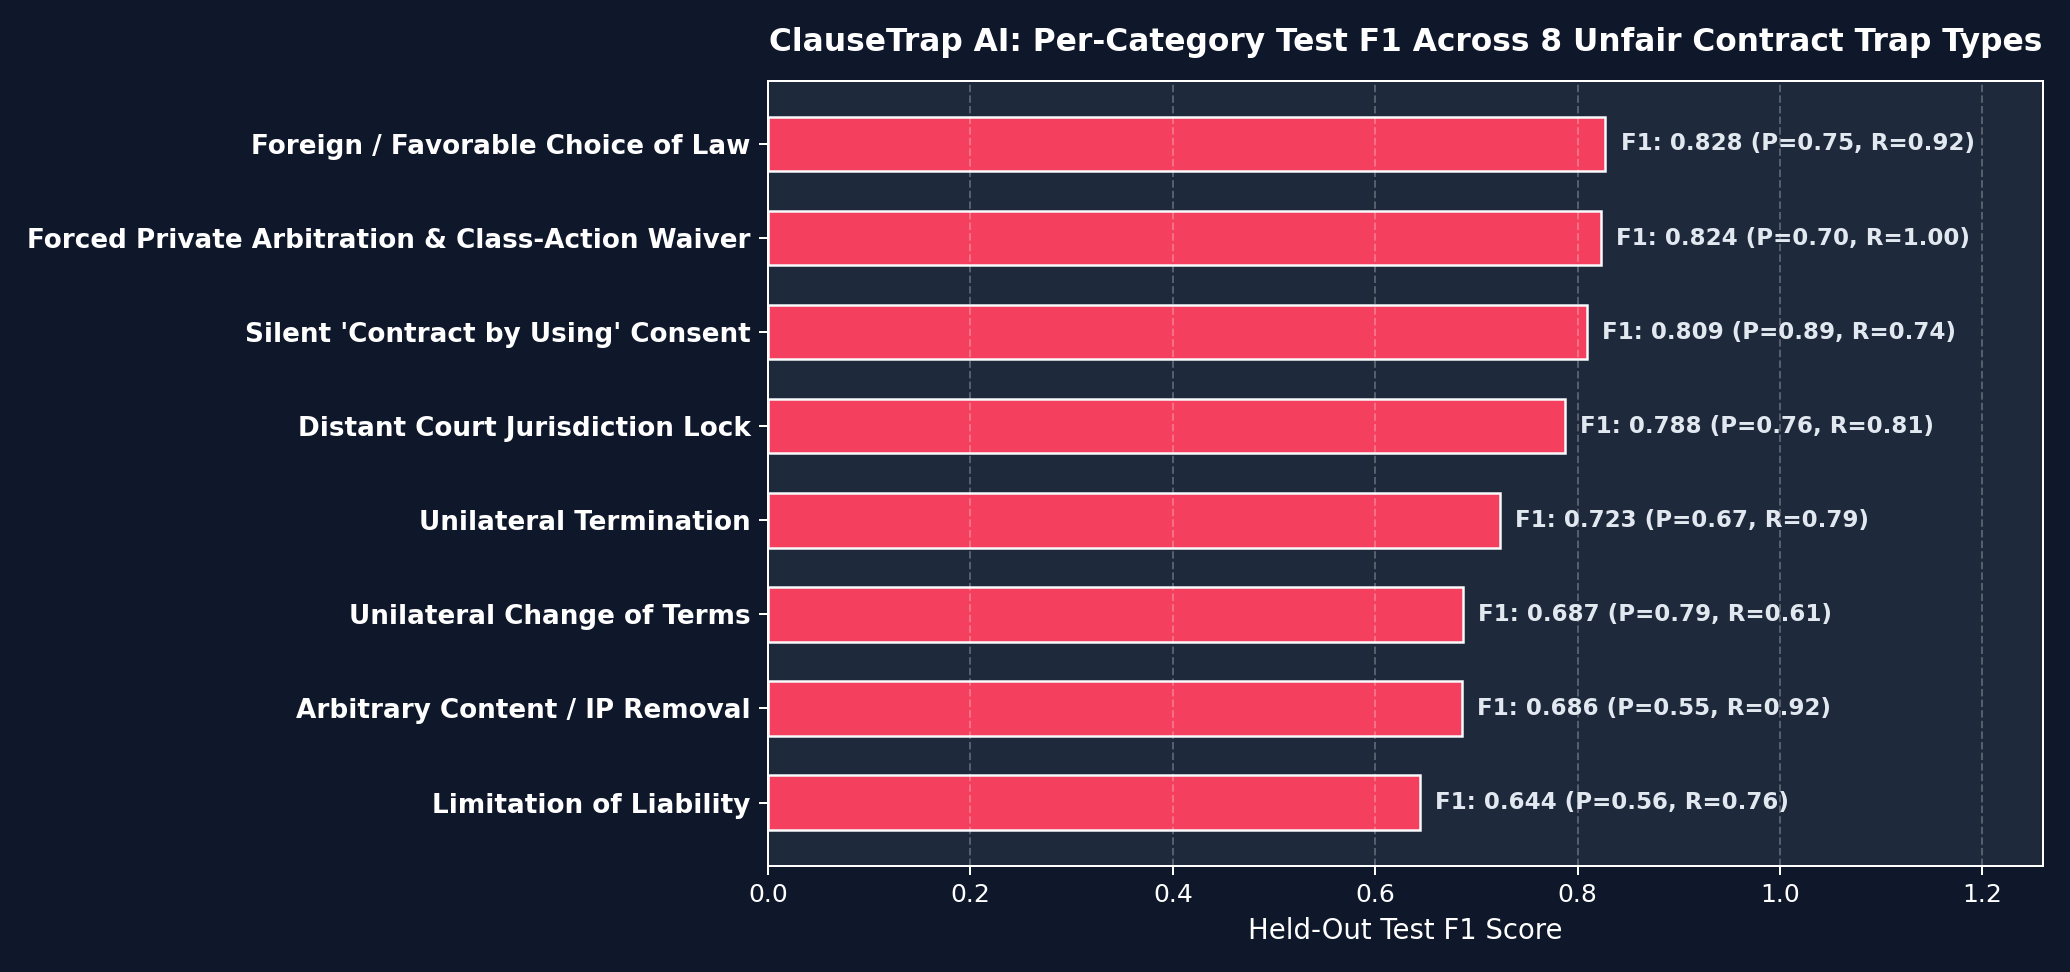 ClauseTrap AI: Per-Category Test F1 Across 8 Unfair Contract Trap Types
Foreign / Favorable Choice of Law
F1: 0.828 (P=0.75, R=0.92)
Forced Private Arbitration & Class-Action Waiver
F1: 0.824 (P=0.70, R=1.00)
Silent 'Contract by Using' Consent
F1: 0.809 (P=0.89, R=0.74)
Distant Court Jurisdiction Lock
F1: 0.788 (P=0.76, R=0.81)
Unilateral Termination
F1: 0.723 (P=0.67, R=0.79)
Unilateral Change of Terms
F1: 0.687 (P=0.79, R=0.61)
Arbitrary Content / IP Removal
F1: 0.686 (P=0.55, R=0.92)
Limitation of Liability
F1: 0.644 (P=0.56, R=0.76)
0.0 0.2 0.4 0.6 0.8 1.0 1.2
Held-Out Test F1 Score